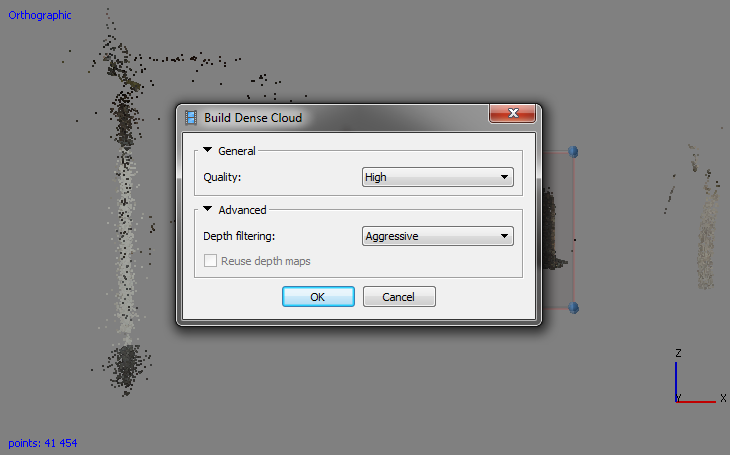 Orthographic
Build Dense Cloud
General
Quality: High
Advanced
Depth filtering: Aggressive
Reuse depth maps
OK Cancel
Z
Y X
points: 41 454